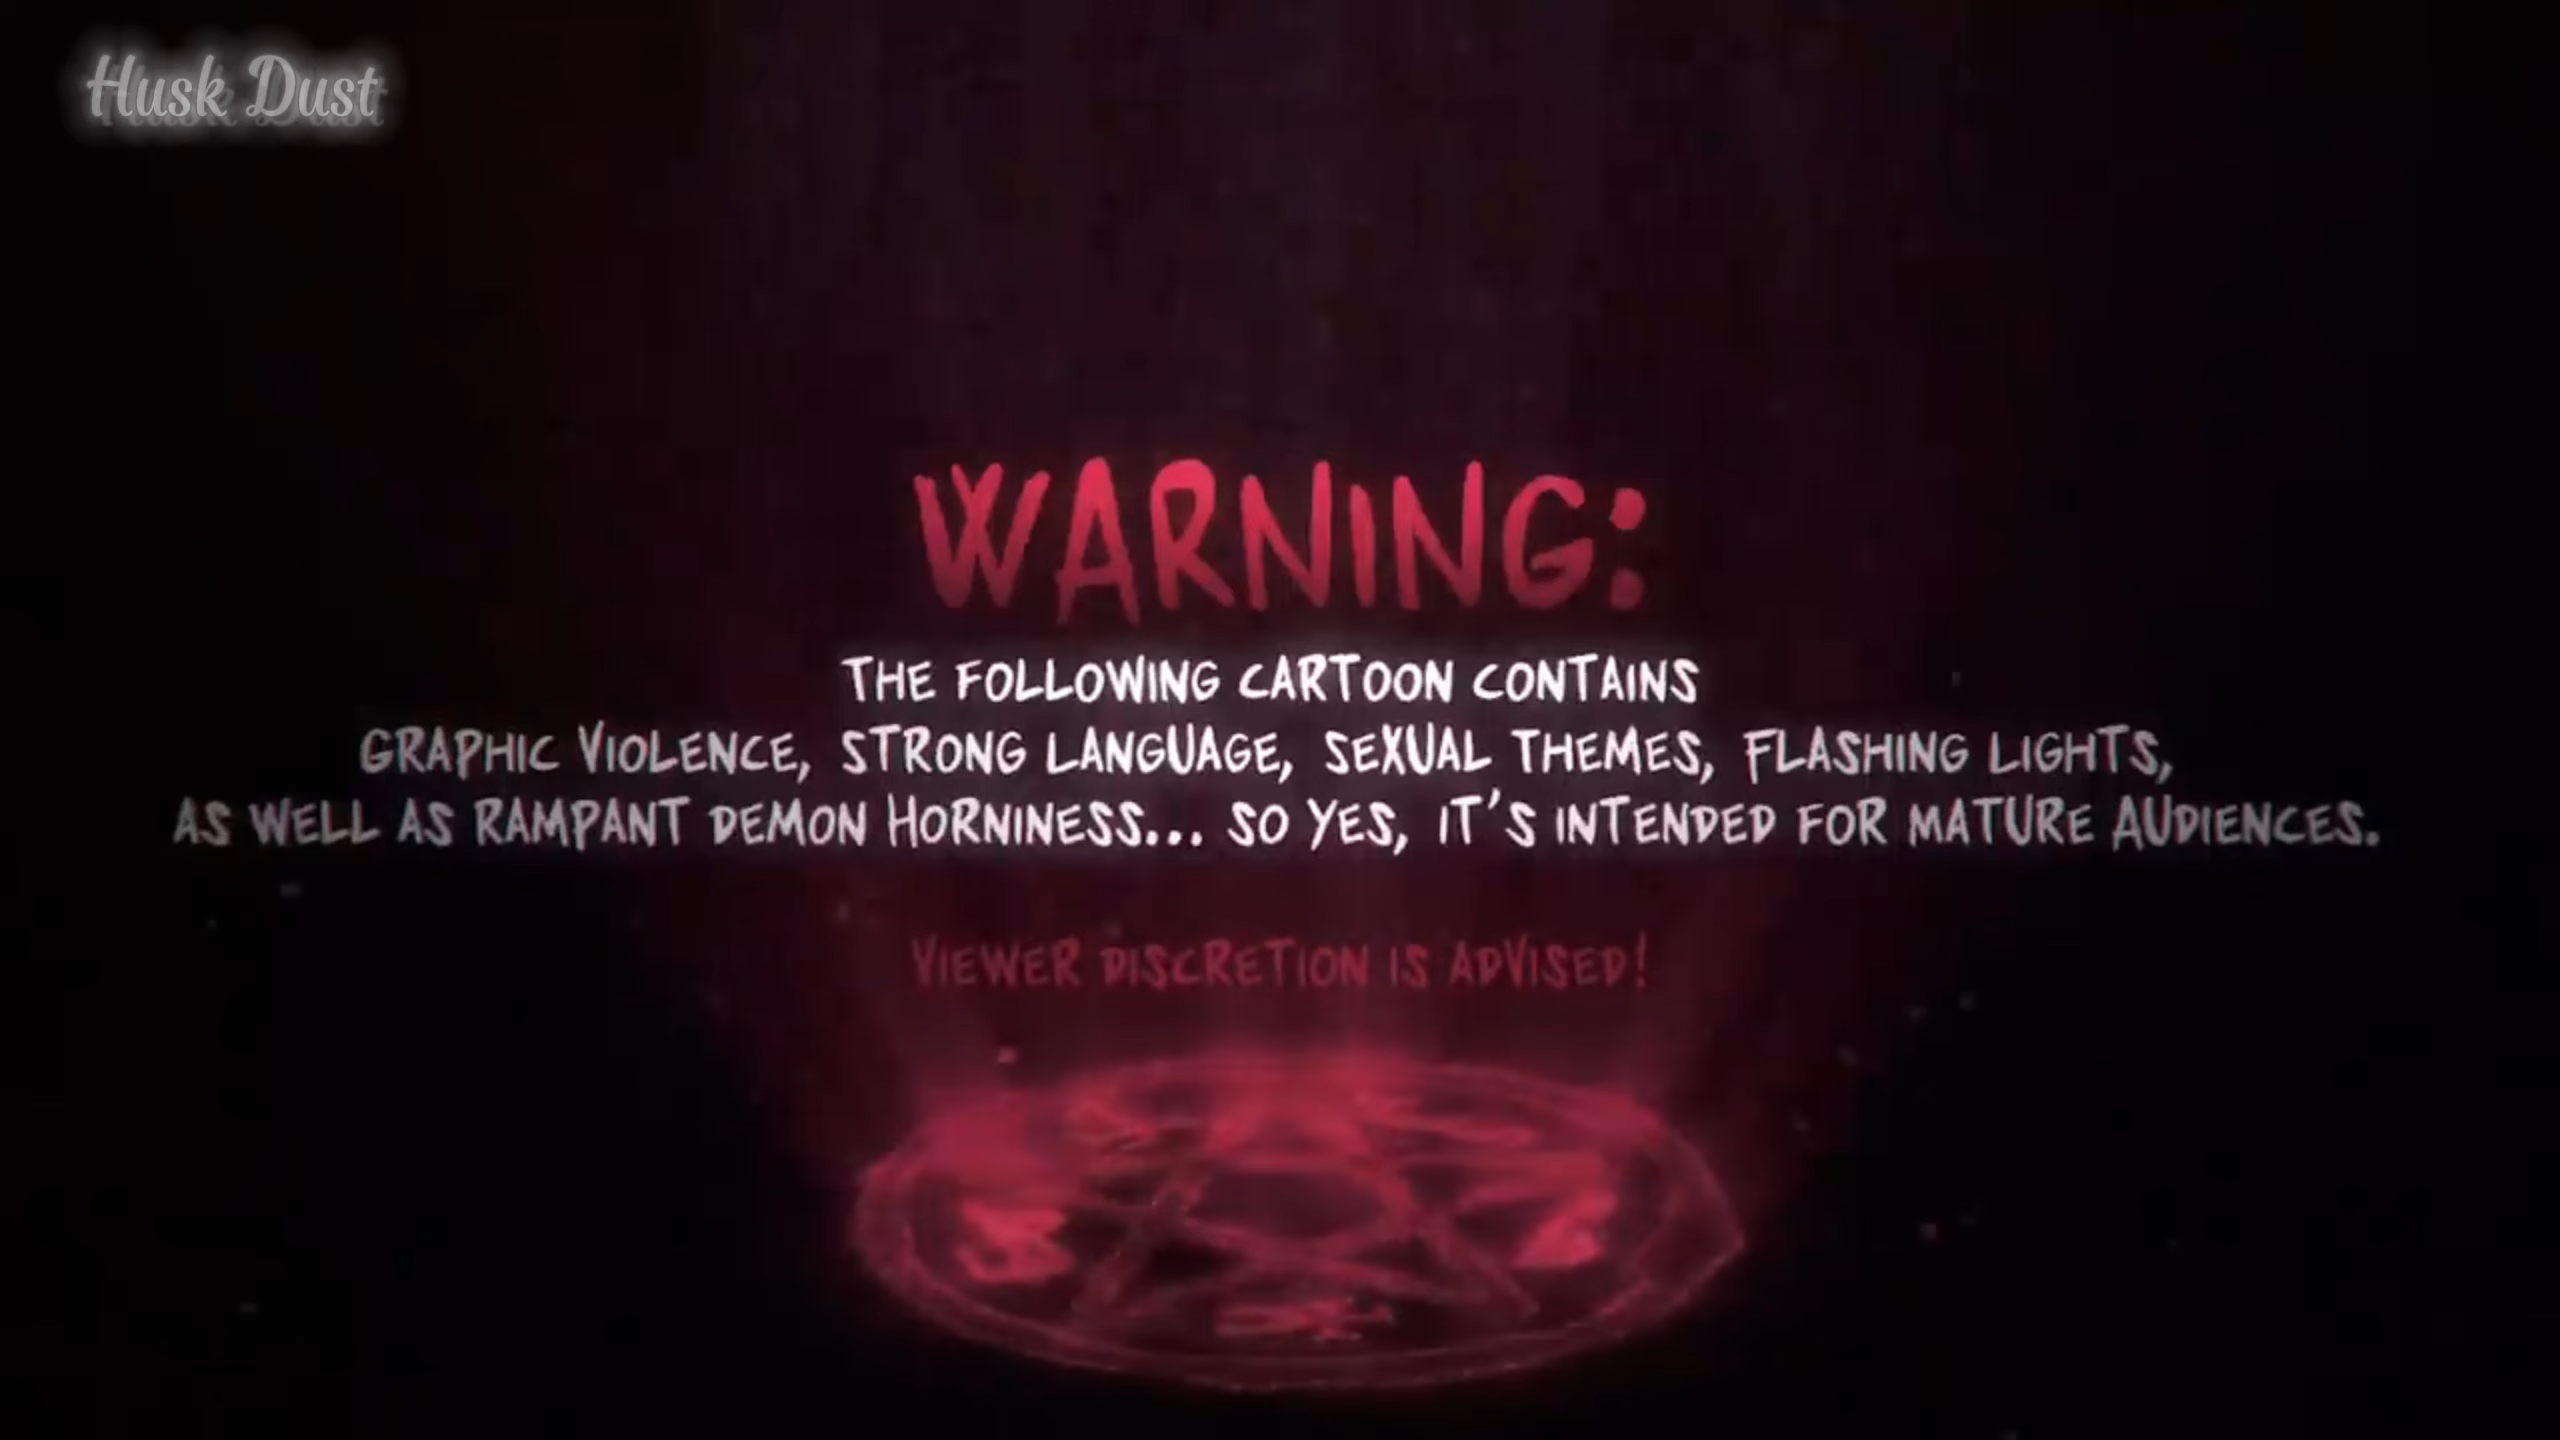 Husk Dust
WARNING:
THE FOLLOWING CARTOON CONTAINS
GRAPHIC VIOLENCE, STRONG LANGUAGE, SEXUAL THEMES, FLASHING LIGHTS,
AS WELL AS RAMPANT DEMON HORNINESS... SO YES, IT'S INTENDED FOR MATURE AUDIENCES.
VIEWER DISCRETION IS ADVISED!